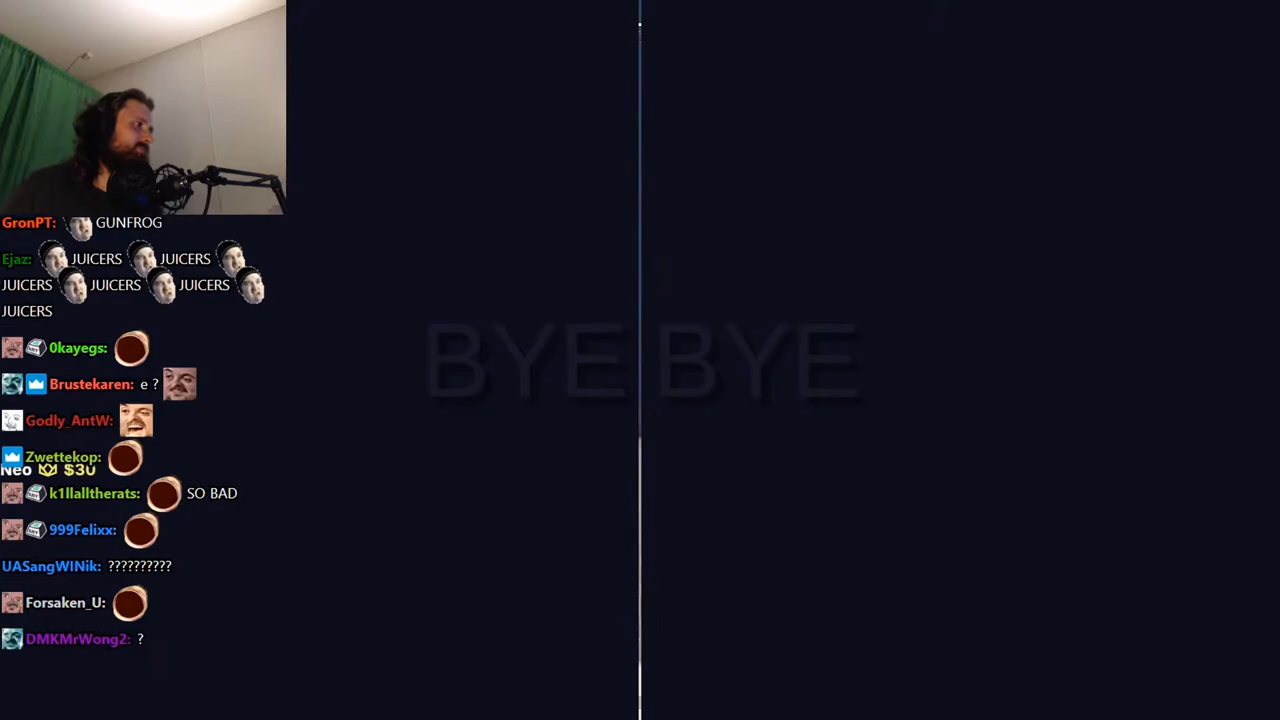 GronPT: GUNFROG
Ejaz: JUICERS JUICERS
JUICERS JUICERS JUICERS
JUICERS
0kayegs:
Brustekaren: e ?
Godly_AntW:
Zwettekop:
Neo $30
k1llalltherats: SO BAD
999Felixx:
UASangWINik: ??????????
Forsaken_U:
DMKMrWong2: ?
BYE BYE